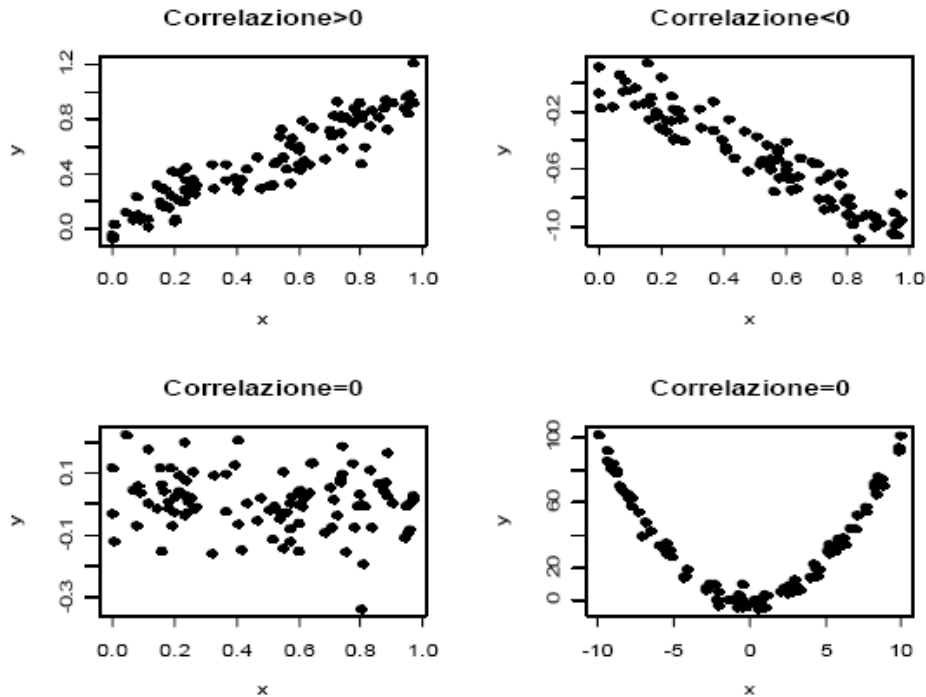 Correlazione>0
y
1.2
0.8
0.4
0.0
0.0 0.2 0.4 0.6 0.8 1.0
x
Correlazione<0
y
-0.2
-0.6
-1.0
0.0 0.2 0.4 0.6 0.8 1.0
x
Correlazione=0
y
0.1
-0.1
-0.3
0.0 0.2 0.4 0.6 0.8 1.0
x
Correlazione=0
y
100
60
20
0
-10 -5 0 5 10
x